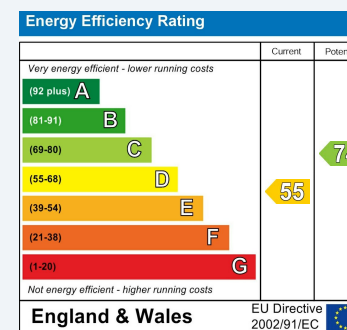 Energy Efficiency Rating
Current
Very energy efficient - lower running costs
(92 plus) A
(81-91) B
(69-80) C
(55-68) D
55
(39-54) E
(21-38) F
(1-20) G
Not energy efficient - higher running costs
England & Wales
EU Directive
2002/91/EC